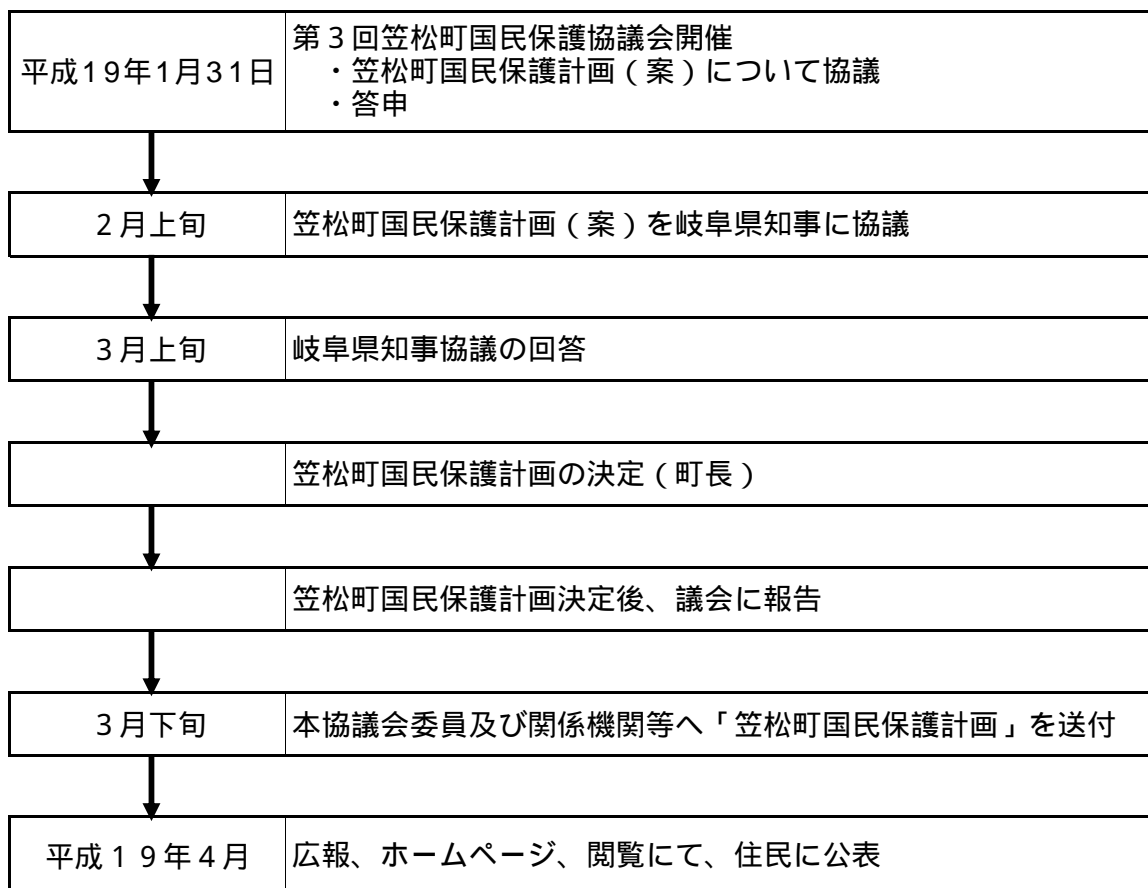 平成19年1月31日
第3回笠松町国民保護協議会開催
・笠松町国民保護計画（案）について協議
・答申
2月上旬
笠松町国民保護計画（案）を岐阜県知事に協議
3月上旬
岐阜県知事協議の回答
笠松町国民保護計画の決定（町長）
笠松町国民保護計画決定後、議会に報告
3月下旬
本協議会委員及び関係機関等へ「笠松町国民保護計画」を送付
平成19年4月
広報、ホームページ、閲覧にて、住民に公表